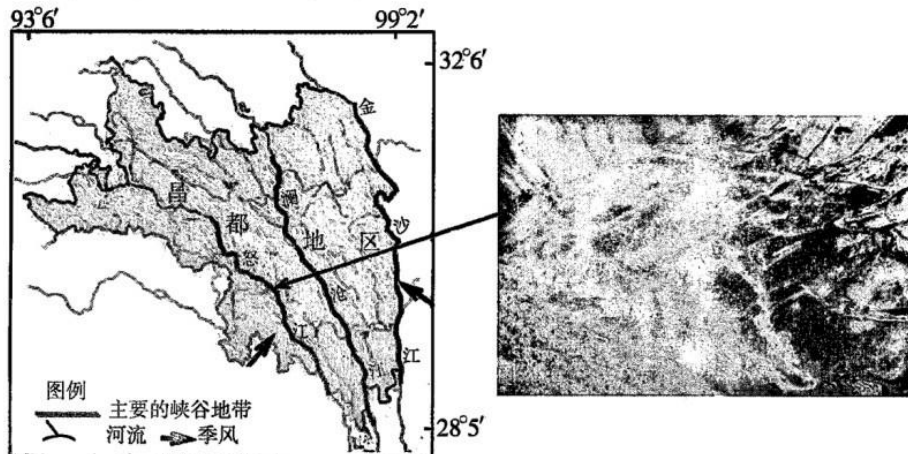 93°6′ 99°2′
32°6′
金
澜
昌
都
地
区
沙
怒
沧
江
江
江
28°5′
图例
主要的峡谷地带
河流 季风